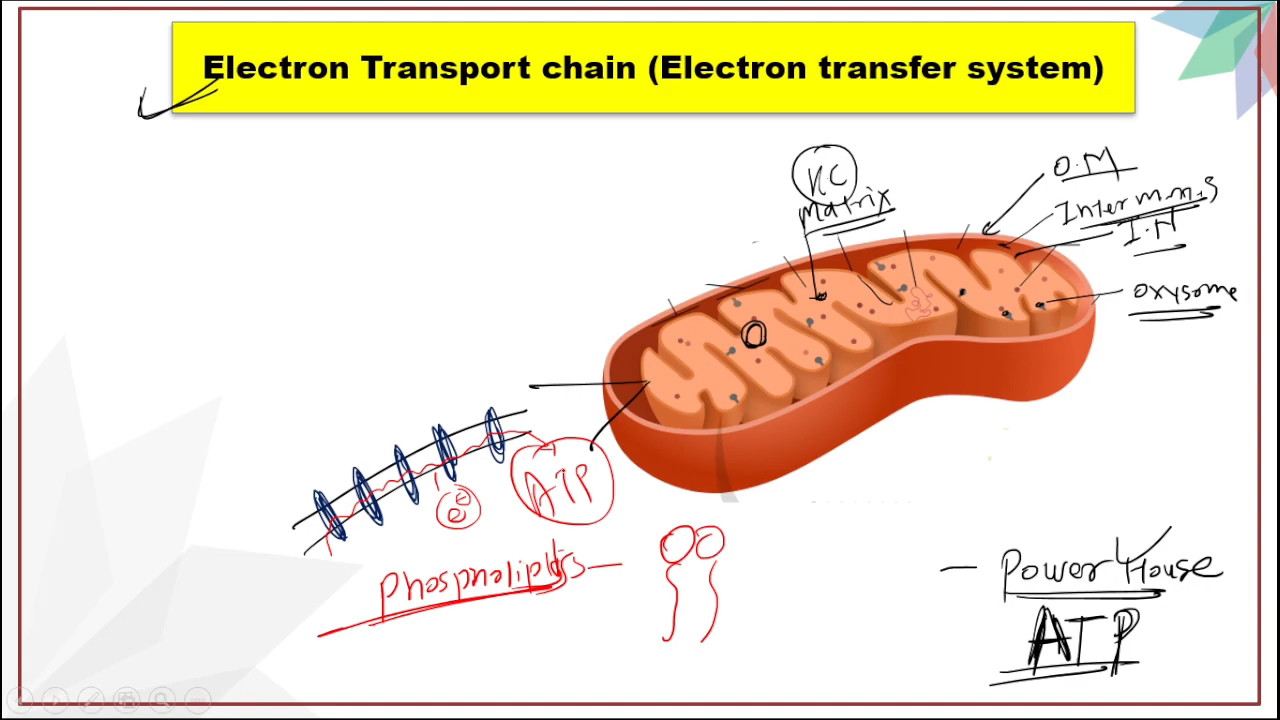 Electron Transport chain (Electron transfer system)
KC
Matrix
O.M
Inter m.m.S
I.M
oxysome
ATP
e
Phospholipids
Power House
ATP